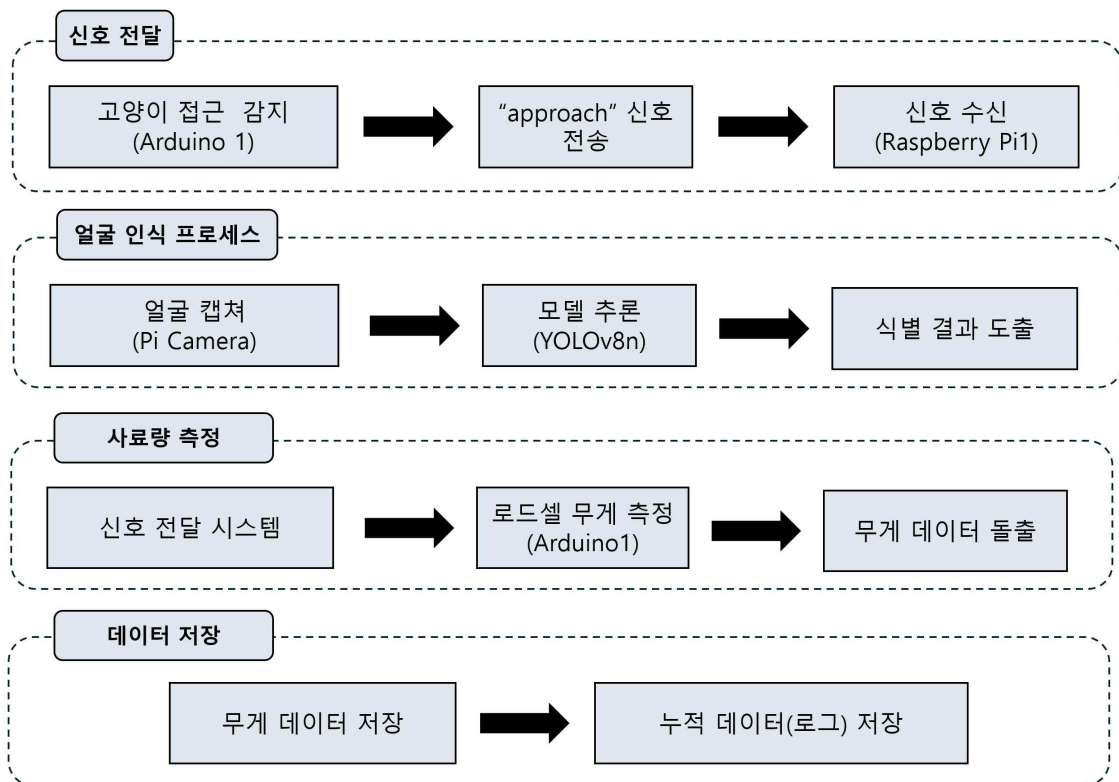 신호 전달
고양이 접근 감지
(Arduino 1)
“approach” 신호
전송
신호 수신
(Raspberry Pi1)
얼굴 인식 프로세스
얼굴 캡쳐
(Pi Camera)
모델 추론
(YOLOv8n)
식별 결과 도출
사료량 측정
신호 전달 시스템
로드셀 무게 측정
(Arduino1)
무게 데이터 돌출
데이터 저장
무게 데이터 저장
누적 데이터(로그) 저장